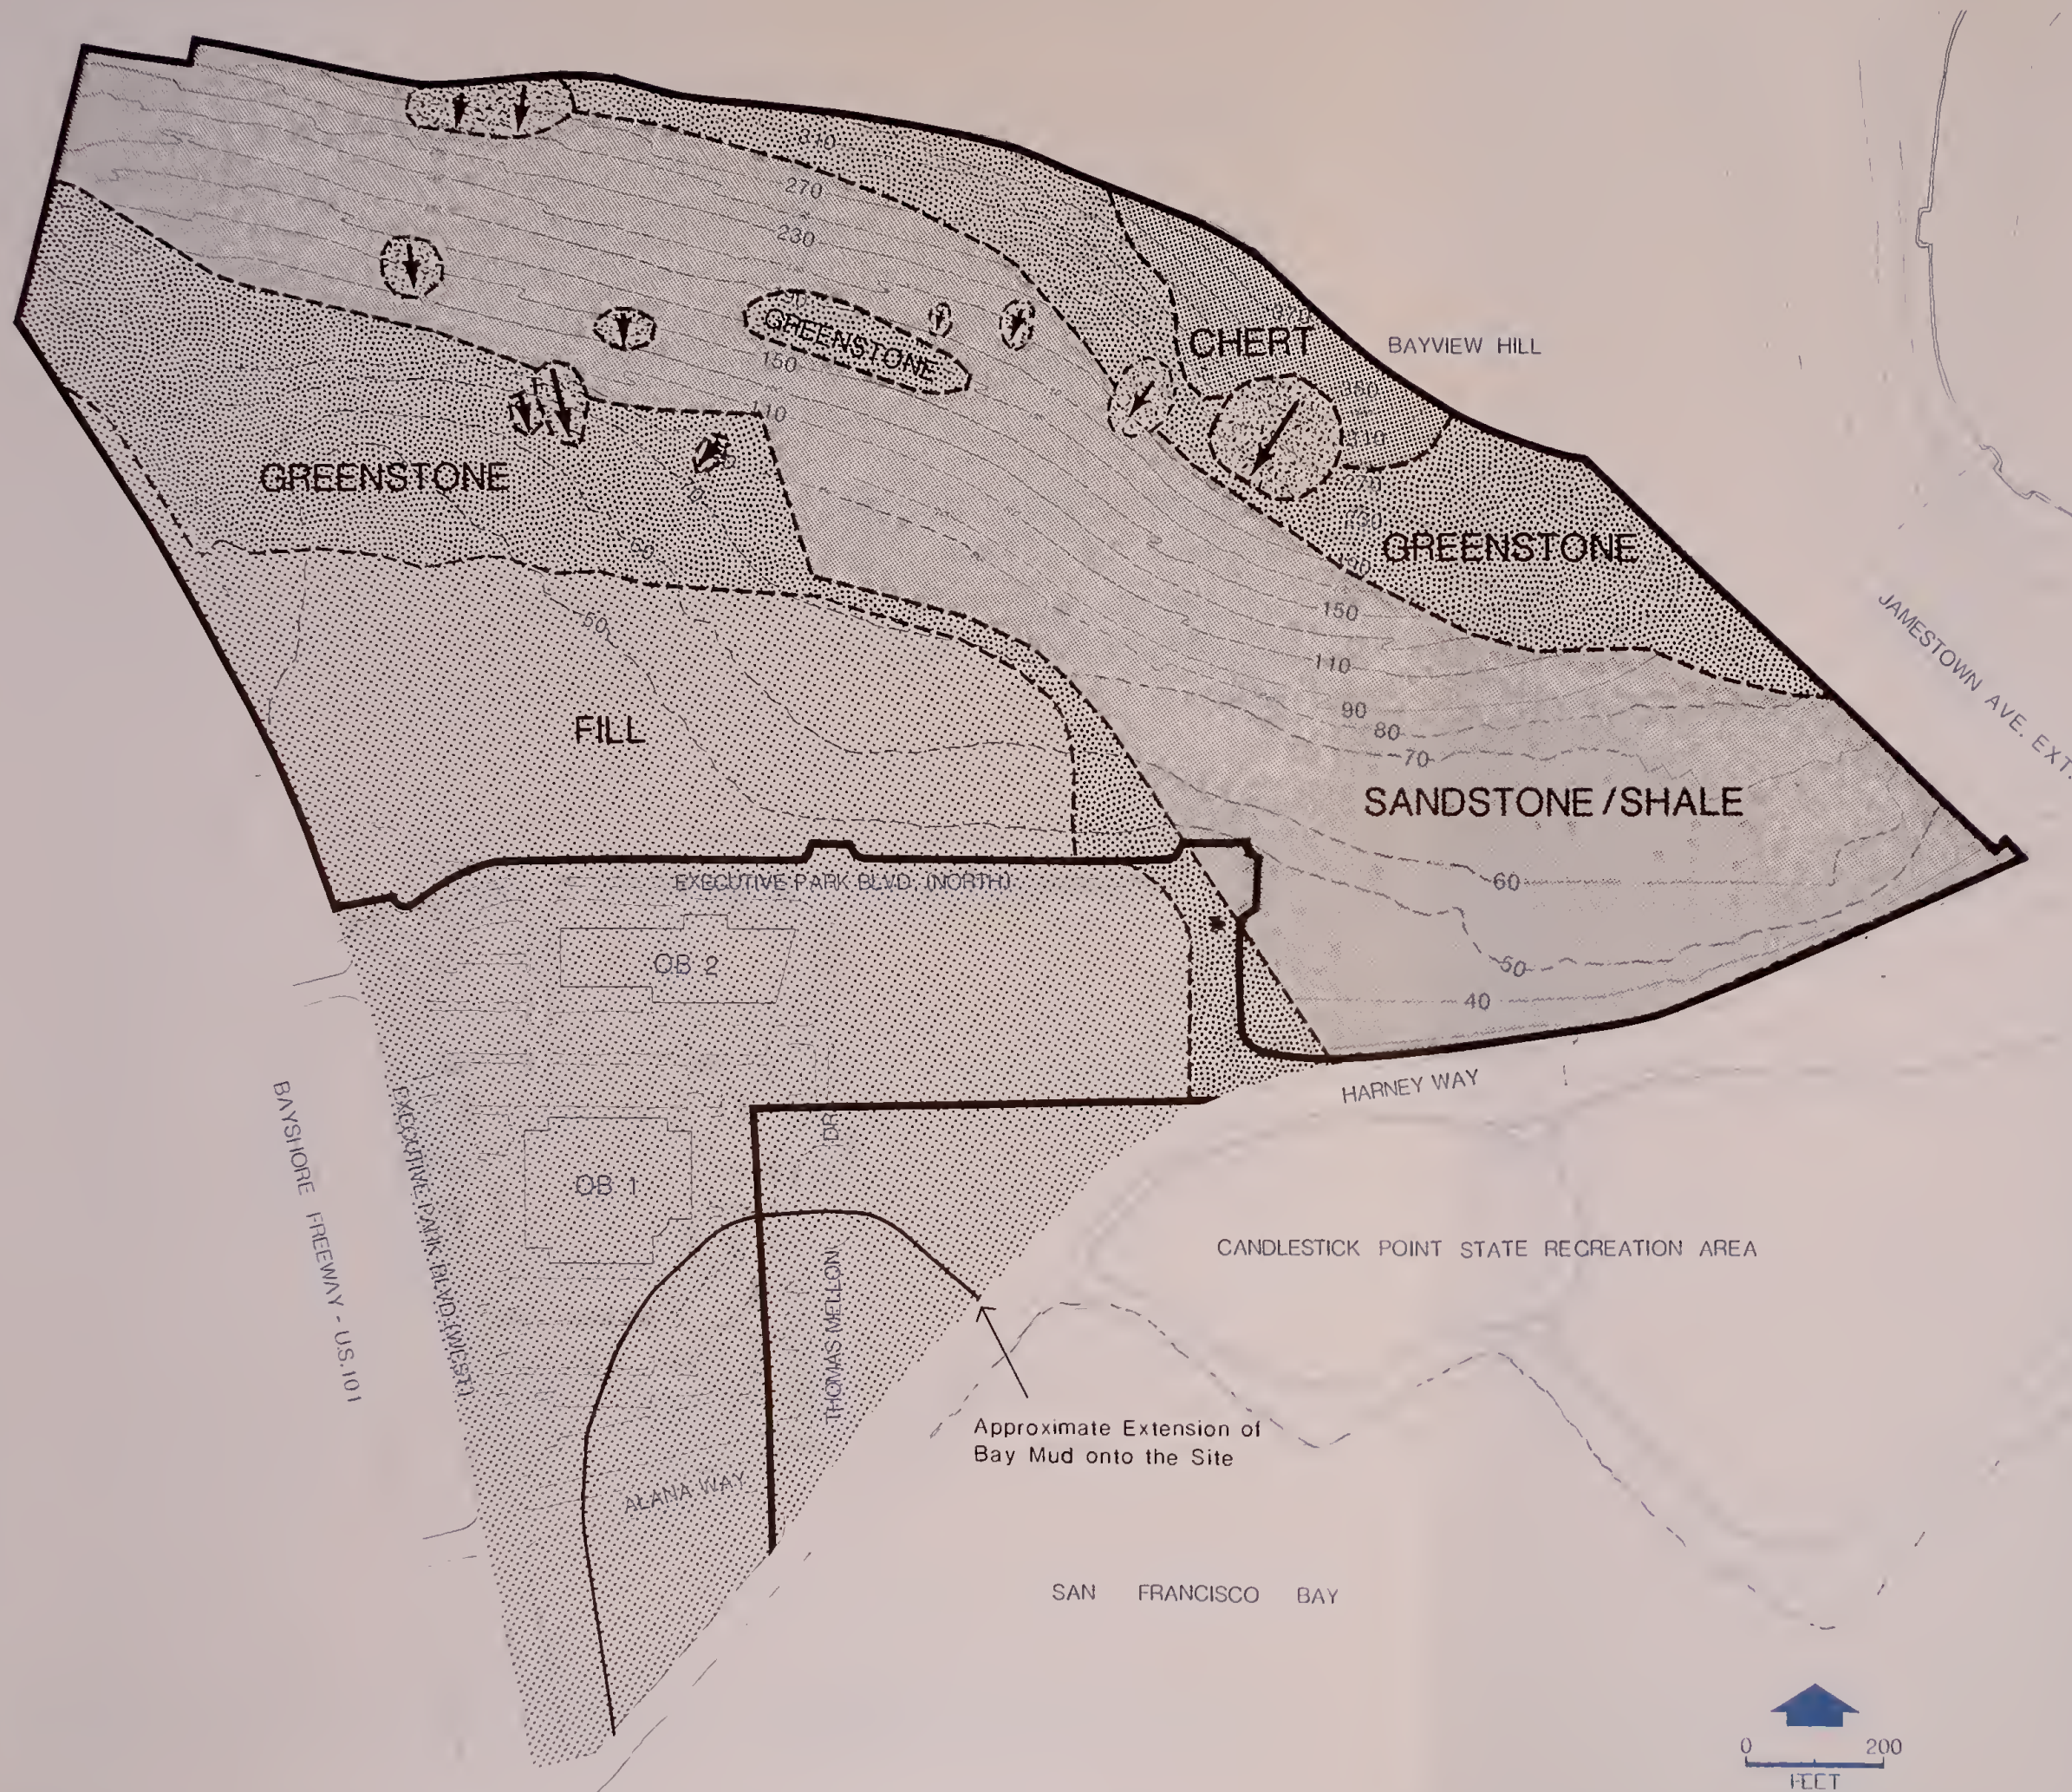 310
270
230
GREENSTONE
150
110
CHERT
BAYVIEW HILL
310
GREENSTONE
GREENSTONE
190
50
60
150
110
90
80
70
JAMESTOWN AVE. EXT.
FILL
SANDSTONE / SHALE
60
50
40
EXECUTIVE PARK BLVD. (NORTH)
OB 2
HARNEY WAY
BAYSHORE FREEWAY - U.S. 101
EXECUTIVE PARK BLVD. (WEST)
OB 1
THOMAS MELLON
DR.
CANDLESTICK POINT STATE RECREATION AREA
Approximate Extension of
Bay Mud onto the Site
ALANA WAY
SAN FRANCISCO BAY
0 200
FEET